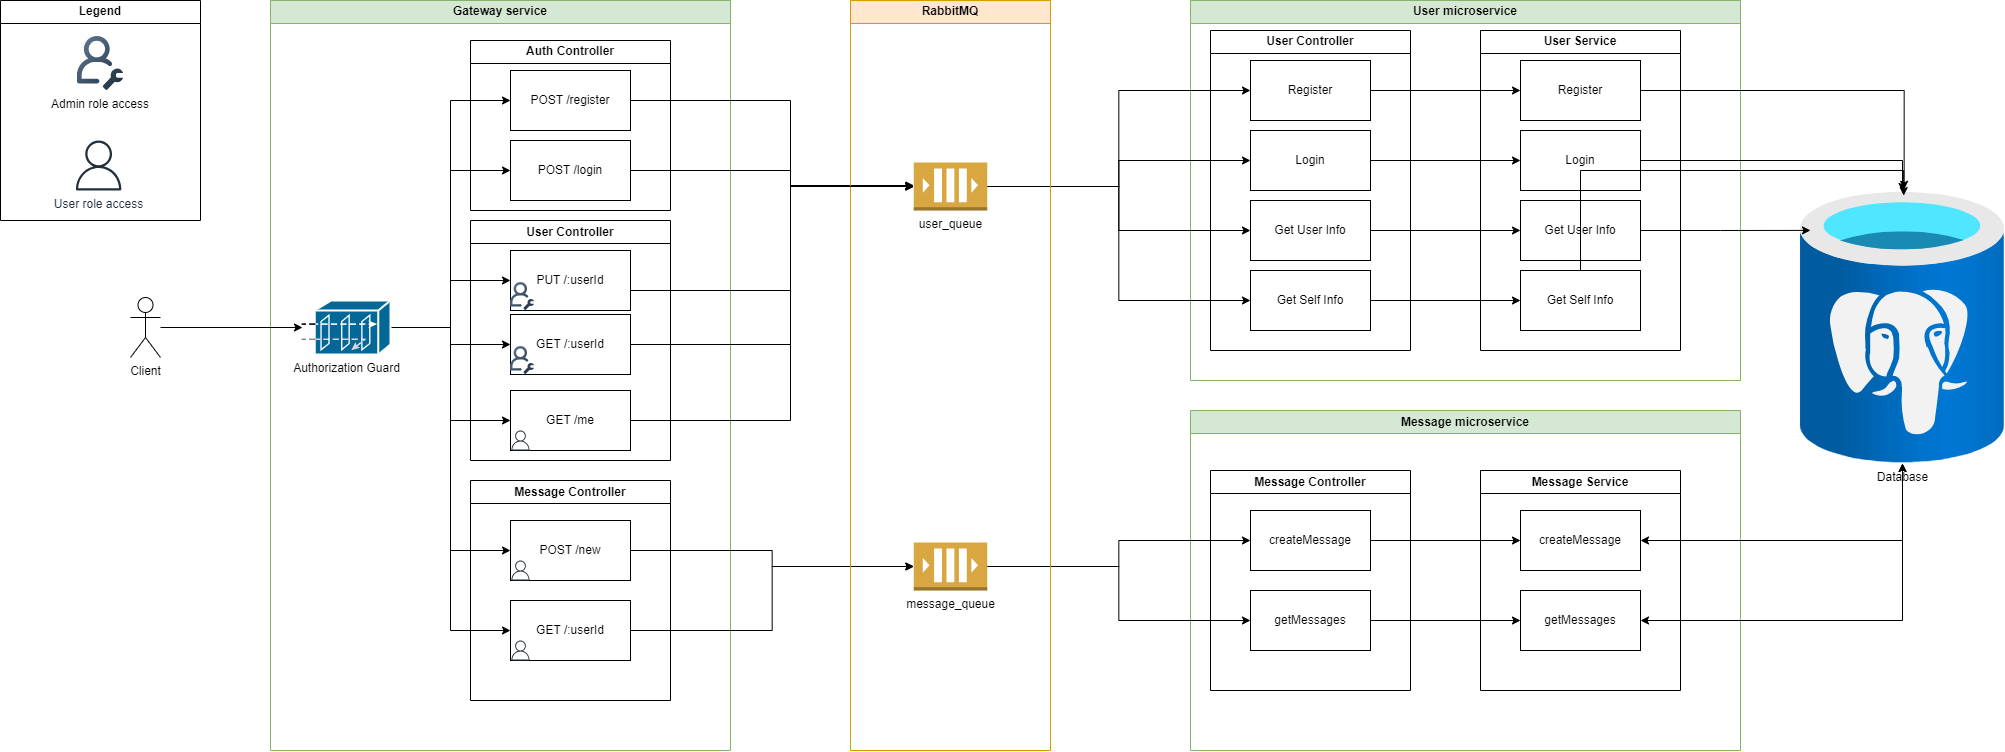 Legend
Admin role access
User role access
Client
Gateway service
Authorization Guard
Auth Controller
POST /register
POST /login
User Controller
PUT /:userId
GET /:userId
GET /me
Message Controller
POST /new
GET /:userId
RabbitMQ
user_queue
message_queue
User microservice
User Controller
Register
Login
Get User Info
Get Self Info
User Service
Register
Login
Get User Info
Get Self Info
Message microservice
Message Controller
createMessage
getMessages
Message Service
createMessage
getMessages
Database